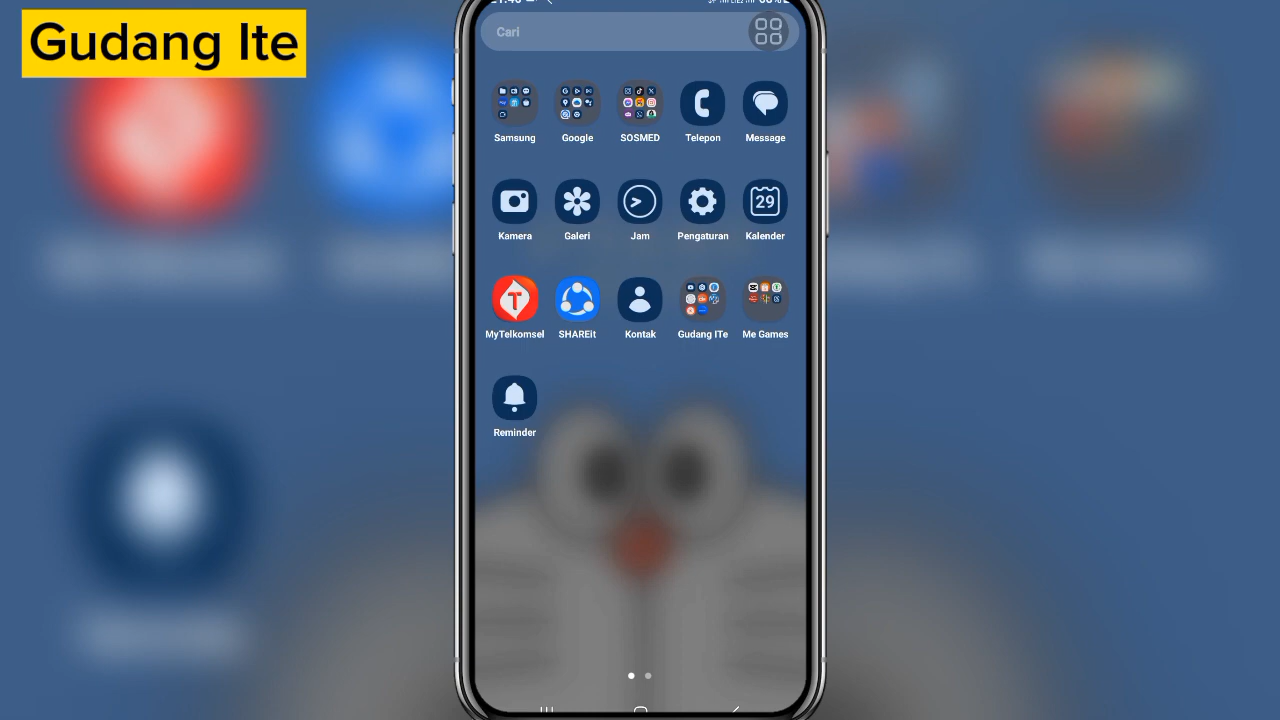 Gudang Ite
Cari
Samsung Google SOSMED Telepon Message
29
Kamera Galeri Jam Pengaturan Kalender
T
MyTelkomsel SHAREit Kontak Gudang ITe Me Games
Reminder